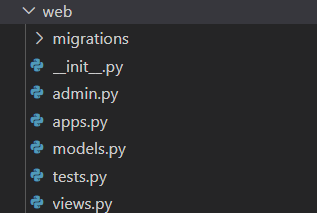 web
migrations
__init__.py
admin.py
apps.py
models.py
tests.py
views.py